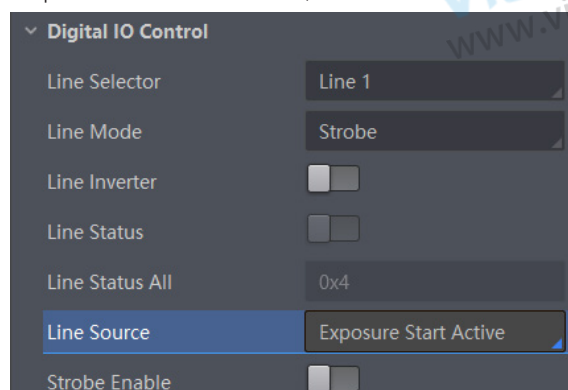 Digital IO Control
Line Selector Line 1
Line Mode Strobe
Line Inverter
Line Status
Line Status All 0x4
Line Source Exposure Start Active
Strobe Enable